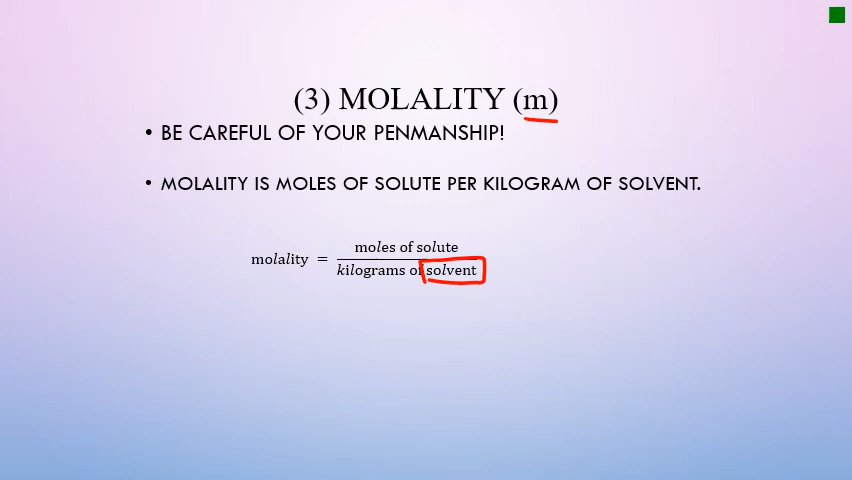 (3) MOLALITY (m)
• BE CAREFUL OF YOUR PENMANSHIP!
• MOLALITY IS MOLES OF SOLUTE PER KILOGRAM OF SOLVENT.
molality = moles of solute / kilograms of solvent